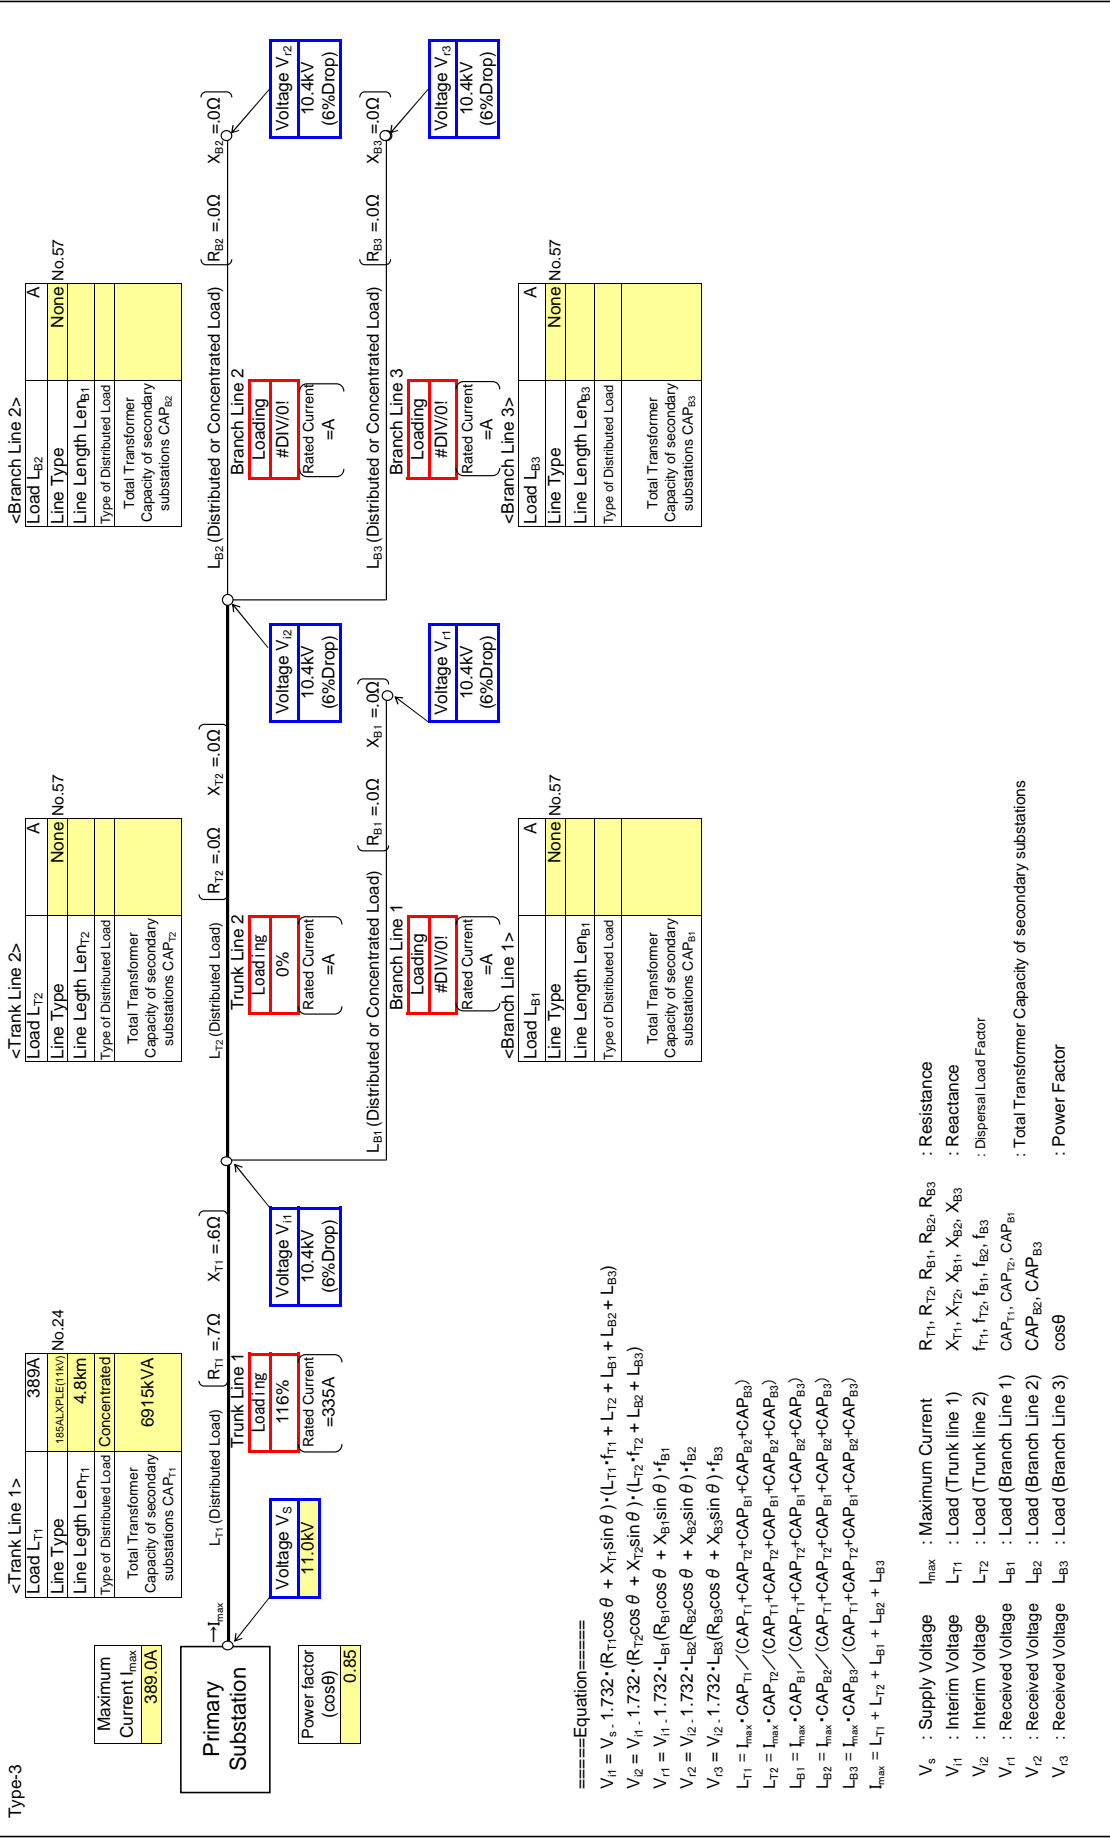 Type-3
<Trank Line 1>
Load LT1 389A
Line Type 185ALXPLE(11kV) No.24
Line Length LenT1 4.8km
Type of Distributed Load Concentrated
Total Transformer
Capacity of secondary
substations CAPT1
6915kVA
<Trank Line 2>
Load LT2 A
Line Type None No.57
Line Legth LenT2
Type of Distributed Load
Total Transformer
Capacity of secondary
substations CAPT2
<Branch Line 2>
Load LB2 A
Line Type None No.57
Line Length LenB1
Type of Distributed Load
Total Transformer
Capacity of secondary
substations CAPB2
Maximum
Current Imax
389.0A
Primary
Substation
Power factor
(cosθ)
0.85
→Imax
LT1 (Distributed Load)
RT1 =.7Ω XT1 =.6Ω
LT2 (Distributed Load)
RT2 =.0Ω XT2 =.0Ω
LB2 (Distributed or Concentrated Load)
RB2 =.0Ω XB2 =.0Ω
Voltage VS
11.0kV
Trunk Line 1
Loading
116%
Rated Current
=335A
Voltage Vi1
10.4kV
(6%Drop)
Trunk Line 2
Loading
0%
Rated Current
=A
Voltage Vi2
10.4kV
(6%Drop)
Branch Line 2
Loading
#DIV/0!
Rated Current
=A
Voltage Vr2
10.4kV
(6%Drop)
LB1 (Distributed or Concentrated Load)
RB1 =.0Ω XB1 =.0Ω
LB3 (Distributed or Concentrated Load)
RB3 =.0Ω XB3 =.0Ω
Branch Line 1
Loading
#DIV/0!
Rated Current
=A
Voltage Vr1
10.4kV
(6%Drop)
Branch Line 3
Loading
#DIV/0!
Rated Current
=A
Voltage Vr3
10.4kV
(6%Drop)
<Branch Line 1>
Load LB1 A
Line Type None No.57
Line Length LenB1
Type of Distributed Load
Total Transformer
Capacity of secondary
substations CAPB1
<Branch Line 3>
Load LB3 A
Line Type None No.57
Line Length LenB3
Type of Distributed Load
Total Transformer
Capacity of secondary
substations CAPB3
=====Equation=====
Vi1 = VS - 1.732・(RT1cosθ + XT1sinθ)・(LT1・fT1 + LT2 + LB1 + LB2 + LB3)
Vi2 = Vi1 - 1.732・(RT2cosθ + XT2sinθ)・(LT2・fT2 + LB2 + LB3)
Vr1 = Vi1 - 1.732・LB1(RB1cosθ + XB1sinθ)・fB1
Vr2 = Vi2 - 1.732・LB2(RB2cosθ + XB2sinθ)・fB2
Vr3 = Vi2 - 1.732・LB3(RB3cosθ + XB3sinθ)・fB3
LT1 = Imax・CAPT1／(CAPT1+CAPT2+CAPB1+CAPB2+CAPB3)
LT2 = Imax・CAPT2／(CAPT1+CAPT2+CAPB1+CAPB2+CAPB3)
LB1 = Imax・CAPB1／(CAPT1+CAPT2+CAPB1+CAPB2+CAPB3)
LB2 = Imax・CAPB2／(CAPT1+CAPT2+CAPB1+CAPB2+CAPB3)
LB3 = Imax・CAPB3／(CAPT1+CAPT2+CAPB1+CAPB2+CAPB3)
Imax = LT1 + LT2 + LB1 + LB2 + LB3
Vs : Supply Voltage Imax : Maximum Current RT1, RT2, RB1, RB2, RB3 : Resistance
Vi1 : Interim Voltage LT1 : Load (Trunk line 1) XT1, XT2, XB1, XB2, XB3 : Reactance
Vi2 : Interim Voltage LT2 : Load (Trunk line 2) fT1, fT2, fB1, fB2, fB3 : Dispersal Load Factor
Vr1 : Received Voltage LB1 : Load (Branch Line 1) CAPT1, CAPT2, CAPB1 : Total Transformer Capacity of secondary substations
Vr2 : Received Voltage LB2 : Load (Branch Line 2) CAPB2, CAPB3
Vr3 : Received Voltage LB3 : Load (Branch Line 3) cosθ : Power Factor